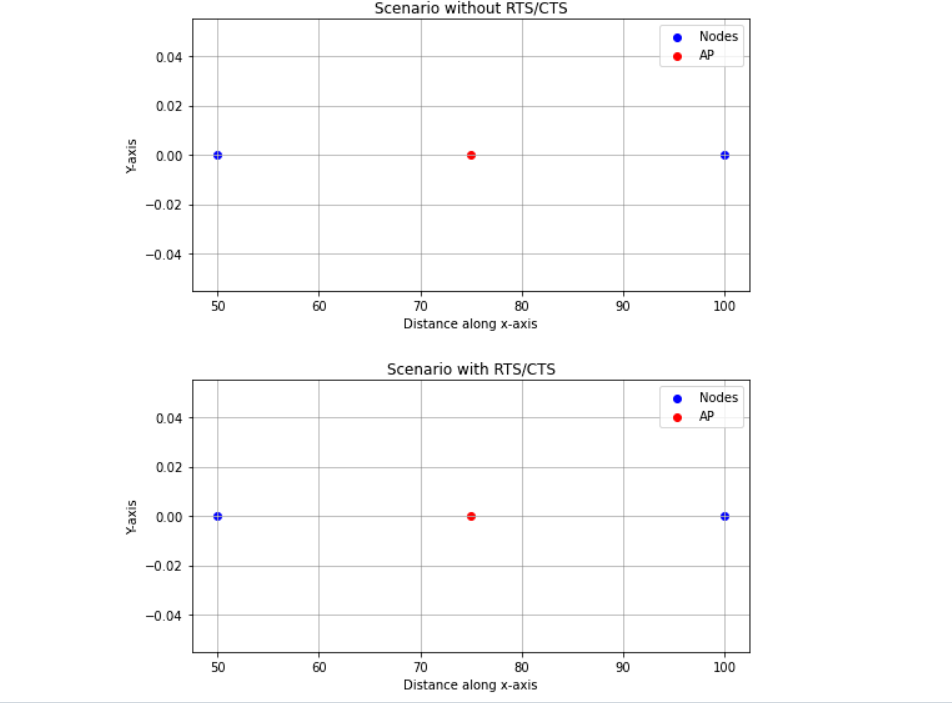 Scenario without RTS/CTS
Nodes
AP
0.04
0.02
0.00
−0.02
−0.04
Y-axis
50 60 70 80 90 100
Distance along x-axis
Scenario with RTS/CTS
Nodes
AP
0.04
0.02
0.00
−0.02
−0.04
Y-axis
50 60 70 80 90 100
Distance along x-axis